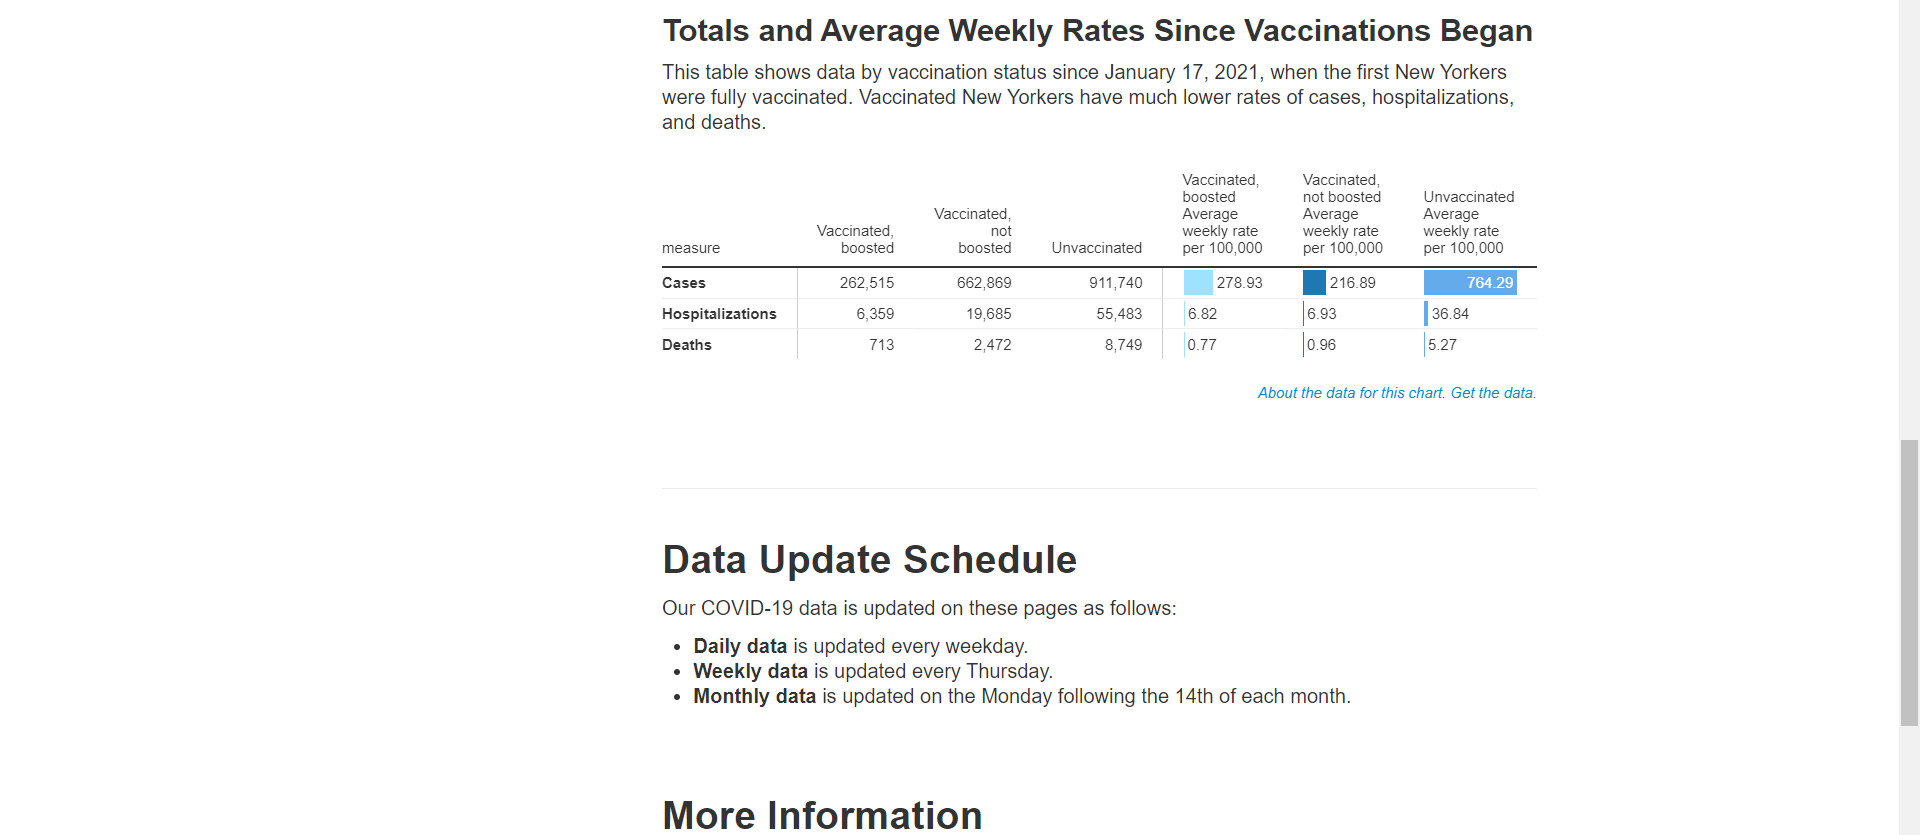 Totals and Average Weekly Rates Since Vaccinations Began
This table shows data by vaccination status since January 17, 2021, when the first New Yorkers
were fully vaccinated. Vaccinated New Yorkers have much lower rates of cases, hospitalizations,
and deaths.
measure
Vaccinated,
boosted
Vaccinated,
not
boosted
Unvaccinated
Vaccinated,
boosted
Average
weekly rate
per 100,000
Vaccinated,
not boosted
Average
weekly rate
per 100,000
Unvaccinated
Average
weekly rate
per 100,000
Cases 262,515 662,869 911,740 278.93 216.89 764.29
Hospitalizations 6,359 19,685 55,483 6.82 6.93 36.84
Deaths 713 2,472 8,749 0.77 0.96 5.27
About the data for this chart. Get the data.
Data Update Schedule
Our COVID-19 data is updated on these pages as follows:
• Daily data is updated every weekday.
• Weekly data is updated every Thursday.
• Monthly data is updated on the Monday following the 14th of each month.
More Information